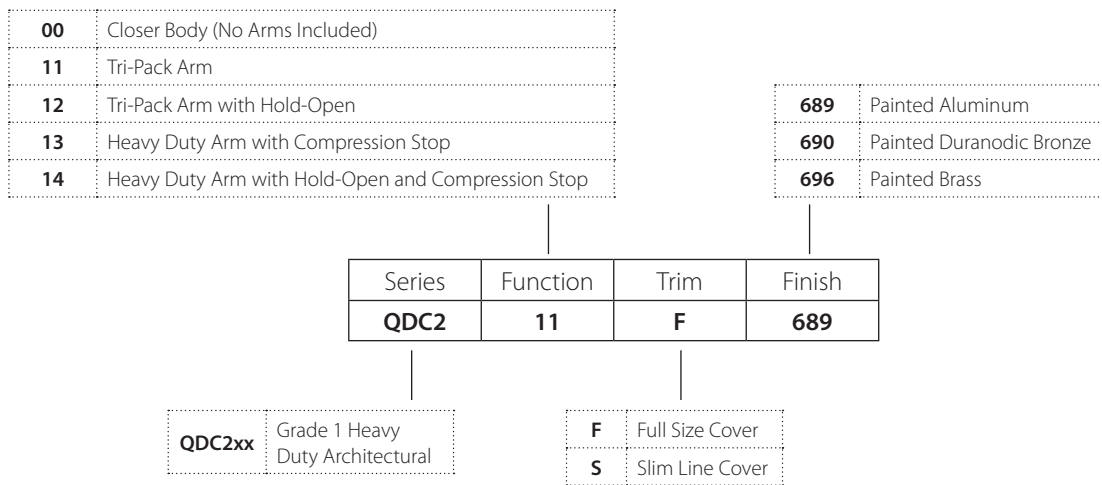 00 Closer Body (No Arms Included)
11 Tri-Pack Arm
12 Tri-Pack Arm with Hold-Open
13 Heavy Duty Arm with Compression Stop
14 Heavy Duty Arm with Hold-Open and Compression Stop
689 Painted Aluminum
690 Painted Duranodic Bronze
696 Painted Brass
Series Function Trim Finish
QDC2 11 F 689
QDC2xx Grade 1 Heavy
Duty Architectural
F Full Size Cover
S Slim Line Cover